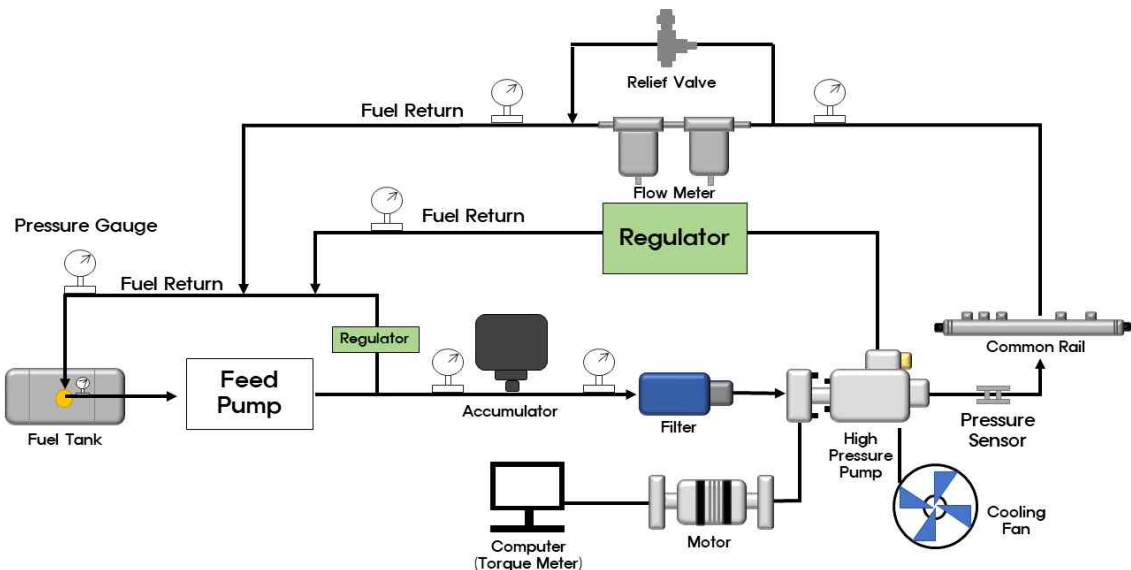 Relief Valve
Fuel Return
Flow Meter
Pressure Gauge
Fuel Return
Regulator
Fuel Return
Regulator
Common Rail
Feed
Pump
Accumulator
Filter
Fuel Tank
High
Pressure
Pump
Pressure
Sensor
Computer
(Torque Meter)
Motor
Cooling
Fan